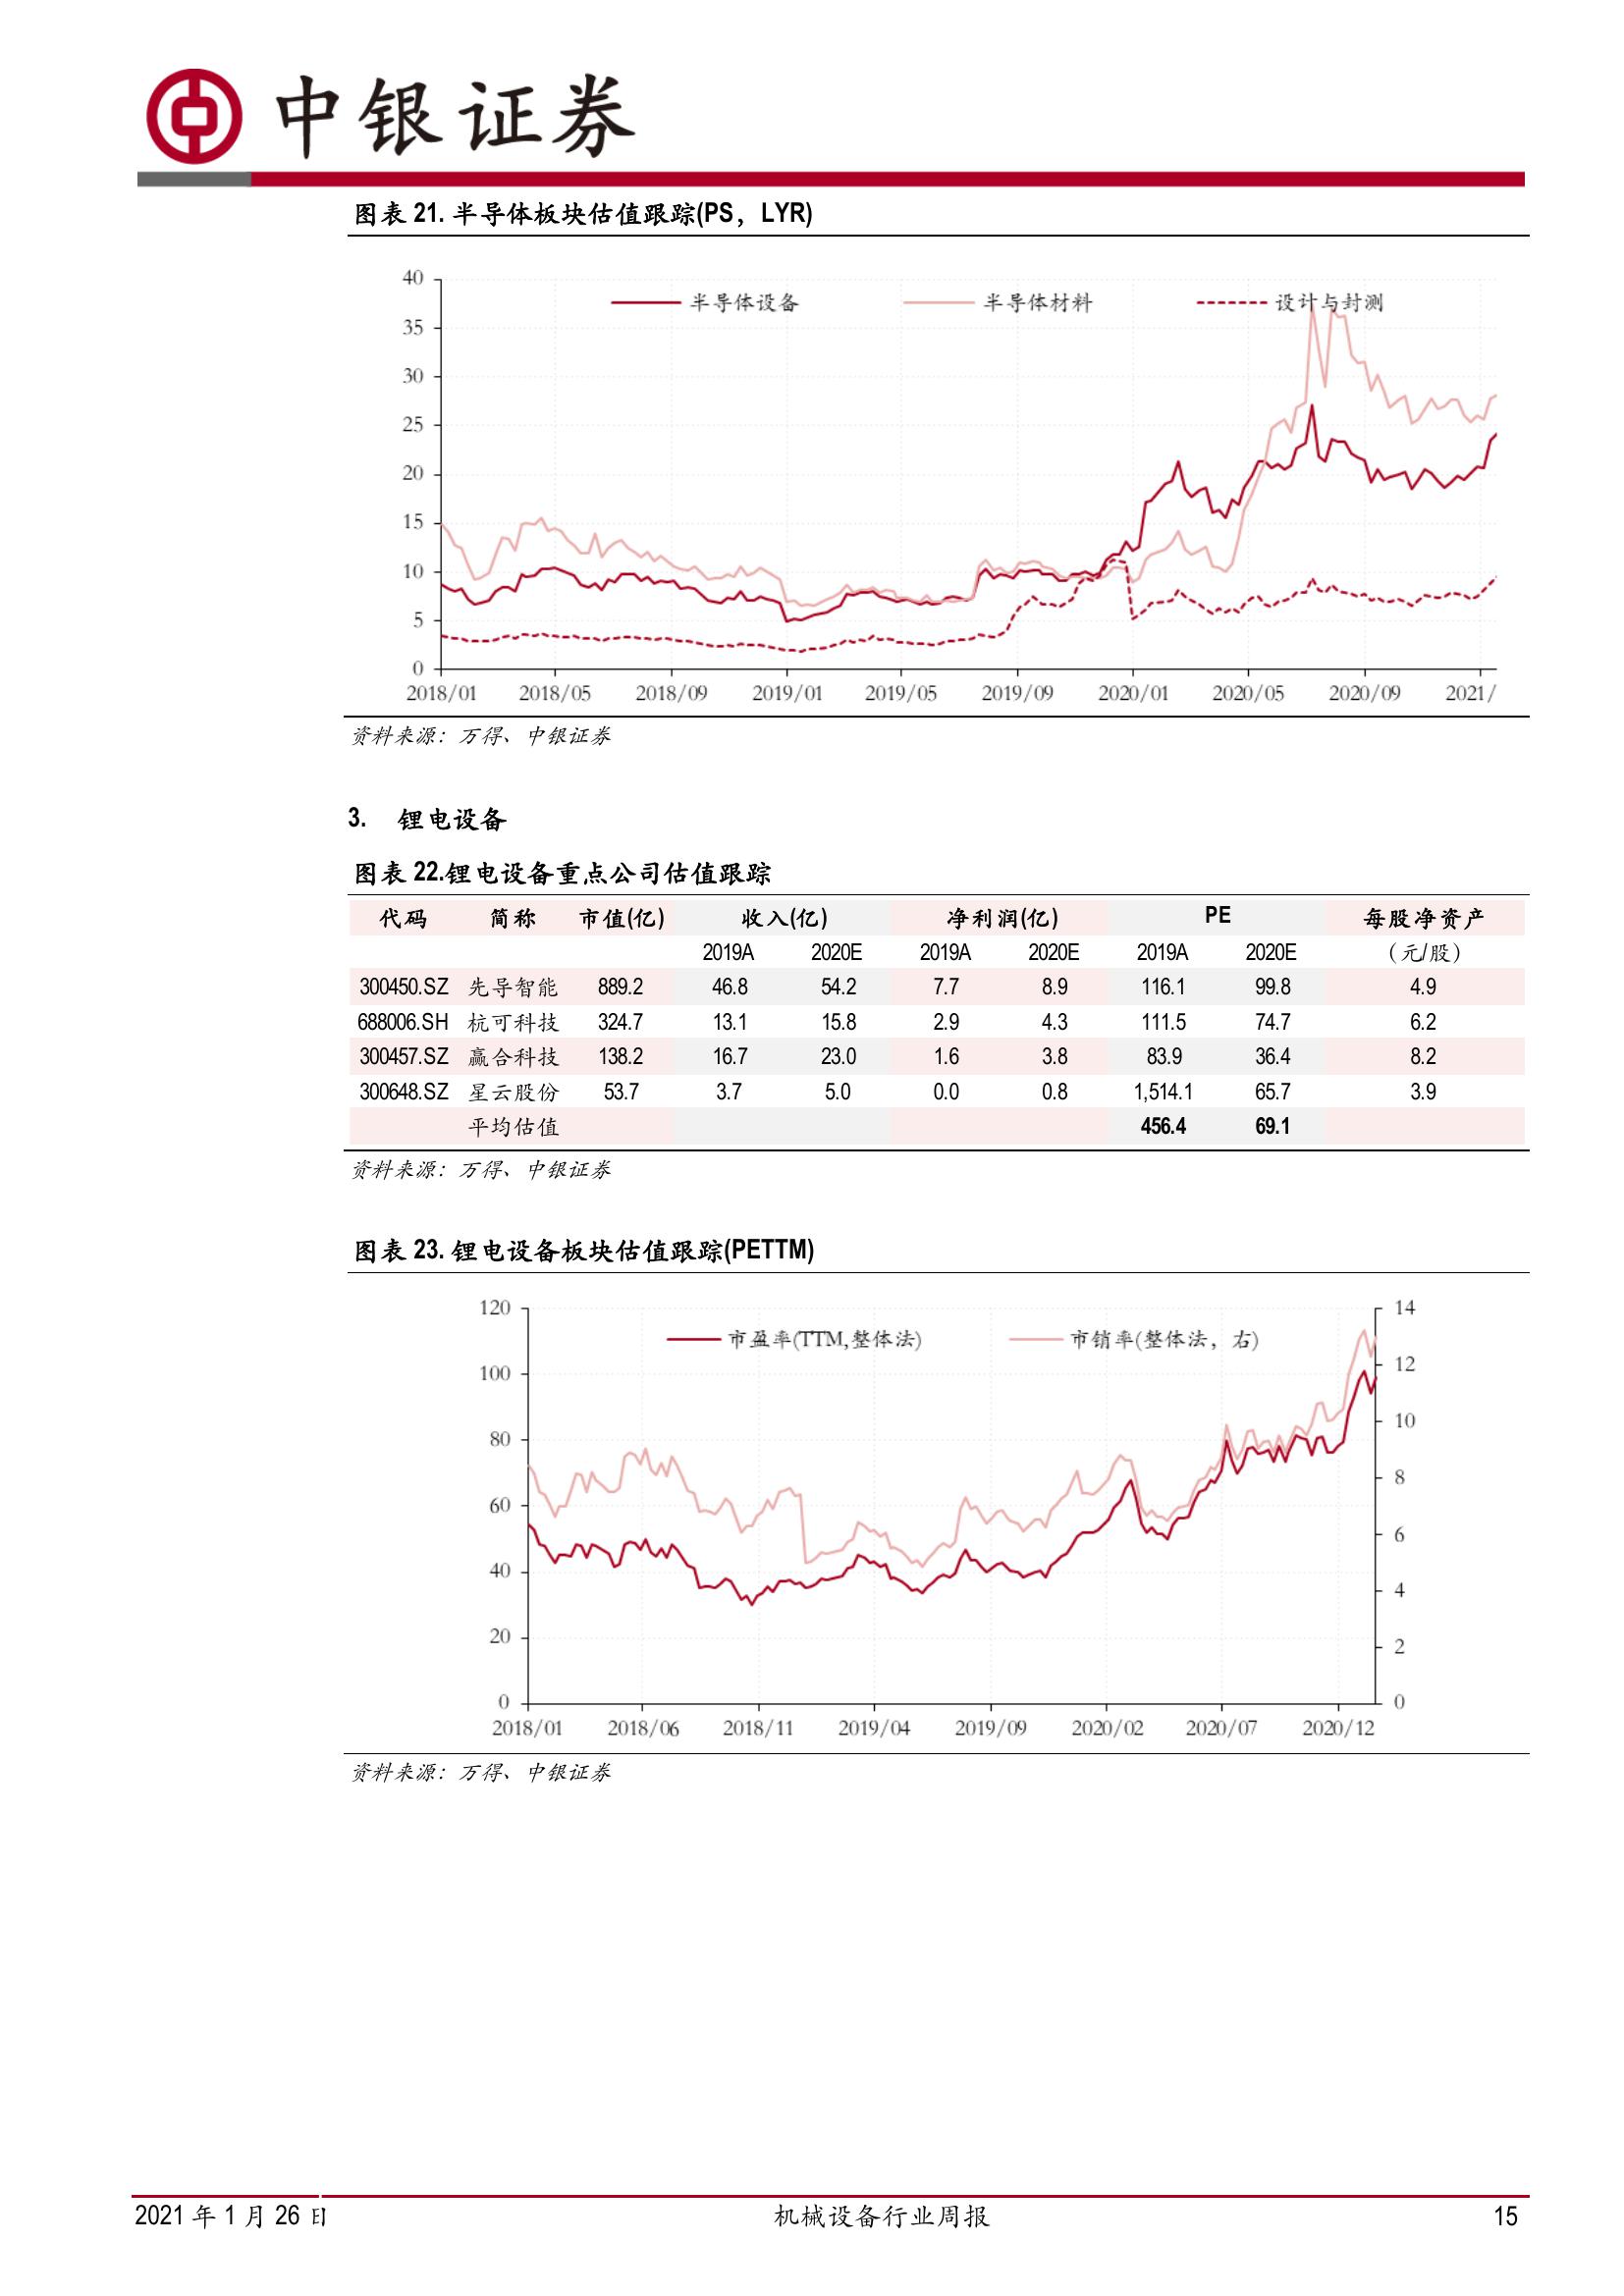 中银证券
图表 21. 半导体板块估值跟踪(PS，LYR)
半导体设备 半导体材料 设计与封测
40
35
30
25
20
15
10
5
0
2018/01 2018/05 2018/09 2019/01 2019/05 2019/09 2020/01 2020/05 2020/09 2021/
资料来源：万得、中银证券
3. 锂电设备
图表 22.锂电设备重点公司估值跟踪
代码 简称 市值(亿) 收入(亿) 净利润(亿) PE 每股净资产
2019A 2020E 2019A 2020E 2019A 2020E （元/股）
300450.SZ 先导智能 889.2 46.8 54.2 7.7 8.9 116.1 99.8 4.9
688006.SH 杭可科技 324.7 13.1 15.8 2.9 4.3 111.5 74.7 6.2
300457.SZ 赢合科技 138.2 16.7 23.0 1.6 3.8 83.9 36.4 8.2
300648.SZ 星云股份 53.7 3.7 5.0 0.0 0.8 1,514.1 65.7 3.9
平均估值 456.4 69.1
资料来源：万得、中银证券
图表 23. 锂电设备板块估值跟踪(PETTM)
市盈率(TTM,整体法) 市销率(整体法，右)
120
100
80
60
40
20
0
14
12
10
8
6
4
2
0
2018/01 2018/06 2018/11 2019/04 2019/09 2020/02 2020/07 2020/12
资料来源：万得、中银证券
2021 年 1 月 26 日 机械设备行业周报 15